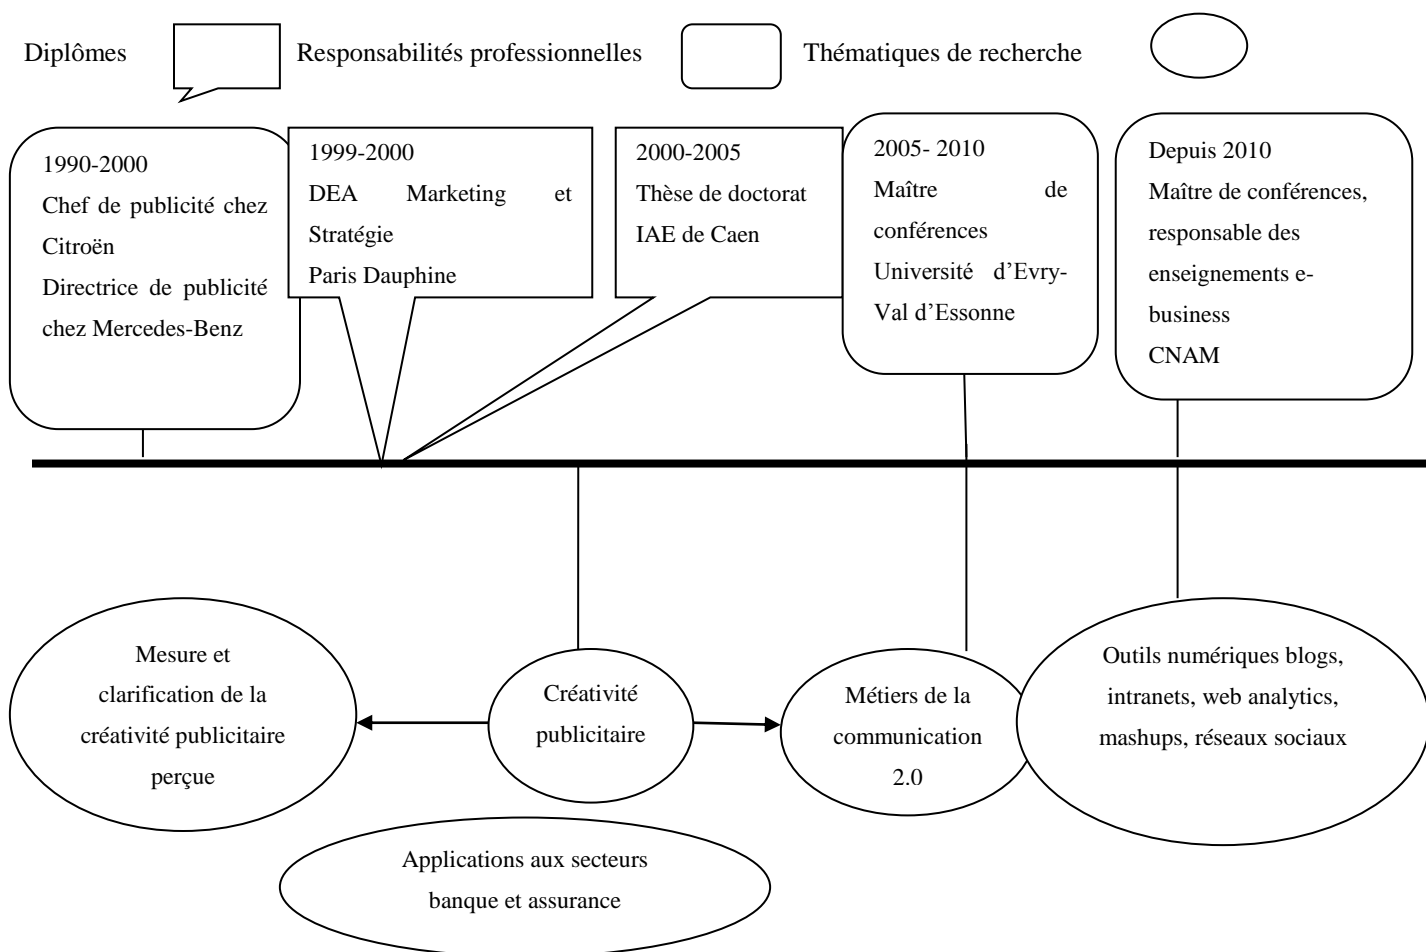 Diplômes
Responsabilités professionnelles
Thématiques de recherche
1990-2000
Chef de publicité chez
Citroën
Directrice de publicité
chez Mercedes-Benz
1999-2000
DEA Marketing et
Stratégie
Paris Dauphine
2000-2005
Thèse de doctorat
IAE de Caen
2005- 2010
Maître de
conférences
Université d’Evry-
Val d’Essonne
Depuis 2010
Maître de conférences,
responsable des
enseignements e-
business
CNAM
Mesure et
clarification de la
créativité publicitaire
perçue
Créativité
publicitaire
Métiers de la
communication
2.0
Outils numériques blogs,
intranets, web analytics,
mashups, réseaux sociaux
Applications aux secteurs
banque et assurance